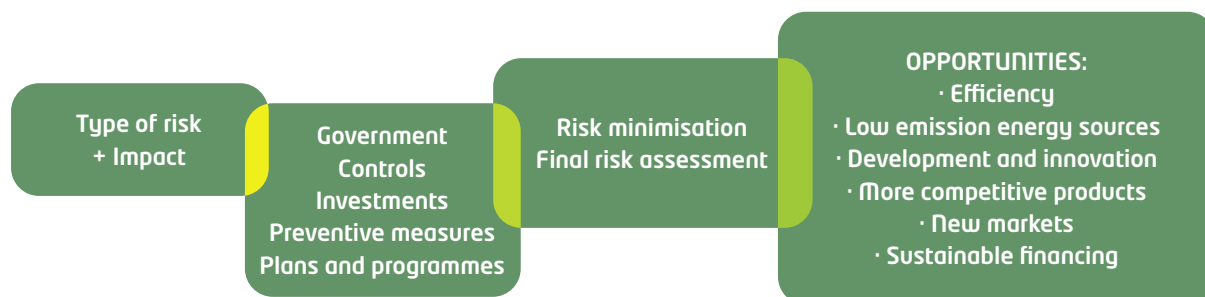 Type of risk
+ Impact
Government
Controls
Investments
Preventive measures
Plans and programmes
Risk minimisation
Final risk assessment
OPPORTUNITIES:
· Efficiency
· Low emission energy sources
· Development and innovation
· More competitive products
· New markets
· Sustainable financing